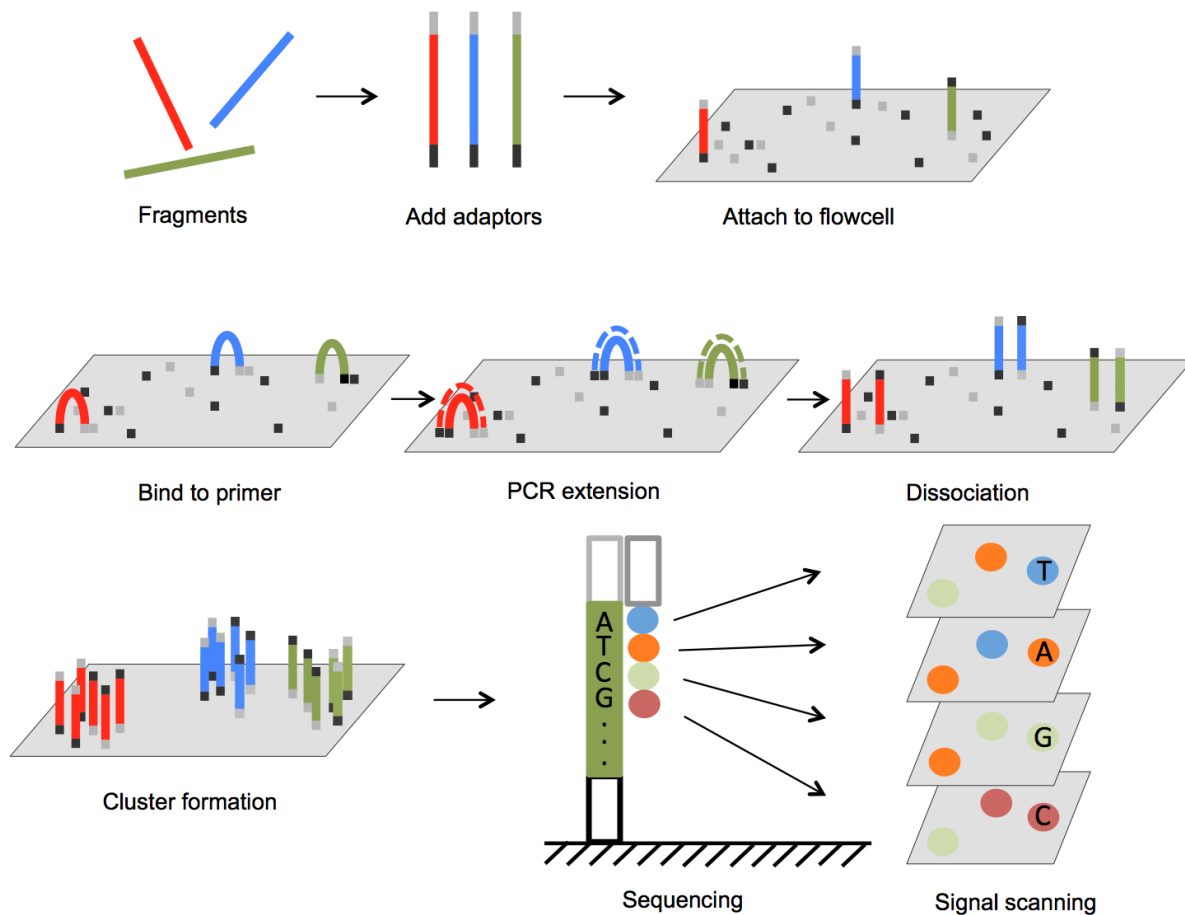 Fragments
Add adaptors
Attach to flowcell
Bind to primer
PCR extension
Dissociation
Cluster formation
A
T
C
G
.
.
.
T
A
G
C
Sequencing
Signal scanning